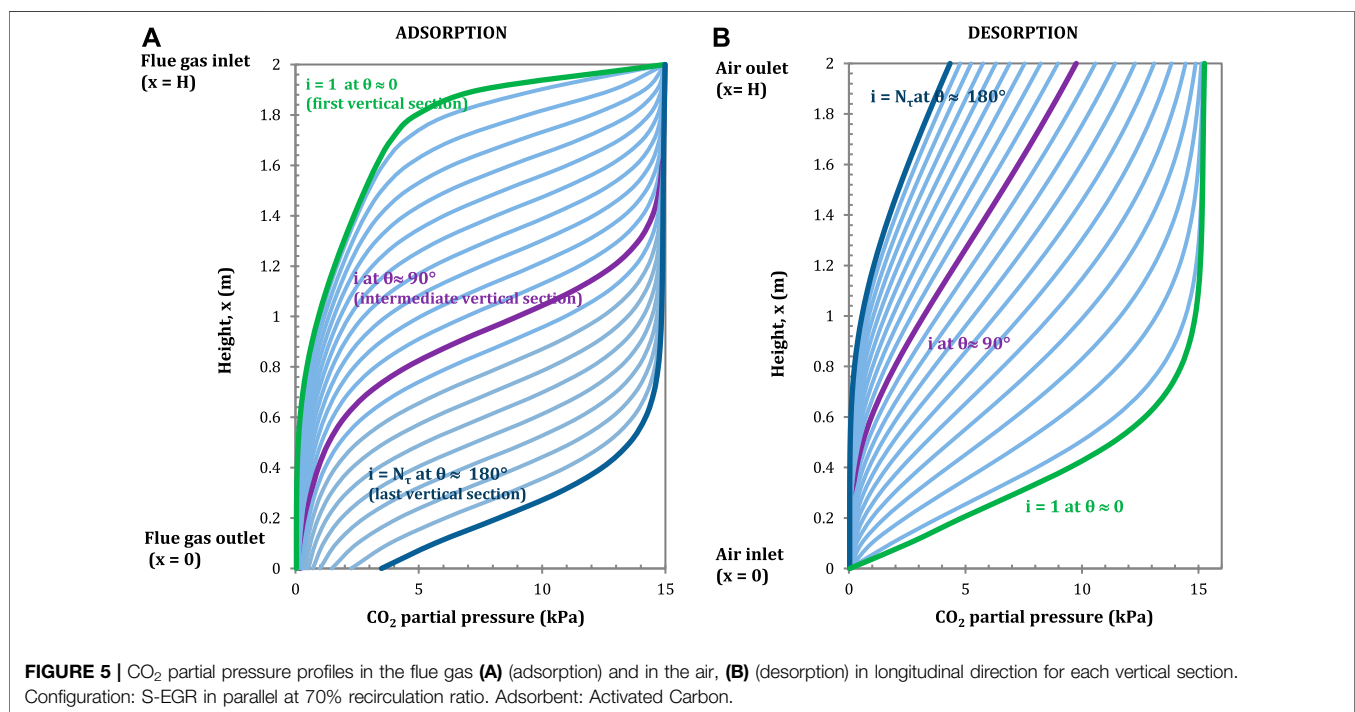 A
ADSORPTION
Flue gas inlet
(x = H)
i = 1 at θ ≈ 0
(first vertical section)
i at θ≈ 90°
(intermediate vertical section)
i = Nτ at θ ≈ 180°
(last vertical section)
Flue gas outlet
(x = 0)
Height, x (m)
2
1.8
1.6
1.4
1.2
1
0.8
0.6
0.4
0.2
0
0 5 10 15
CO₂ partial pressure (kPa)
B
DESORPTION
Air oulet
(x= H)
i = Nτat θ ≈ 180°
i at θ≈ 90°
i = 1 at θ ≈ 0
Air inlet
(x = 0)
Height, x (m)
2
1.8
1.6
1.4
1.2
1
0.8
0.6
0.4
0.2
0
0 5 10 15
CO₂ partial pressure (kPa)
FIGURE 5 | CO₂ partial pressure profiles in the flue gas (A) (adsorption) and in the air, (B) (desorption) in longitudinal direction for each vertical section.
Configuration: S-EGR in parallel at 70% recirculation ratio. Adsorbent: Activated Carbon.